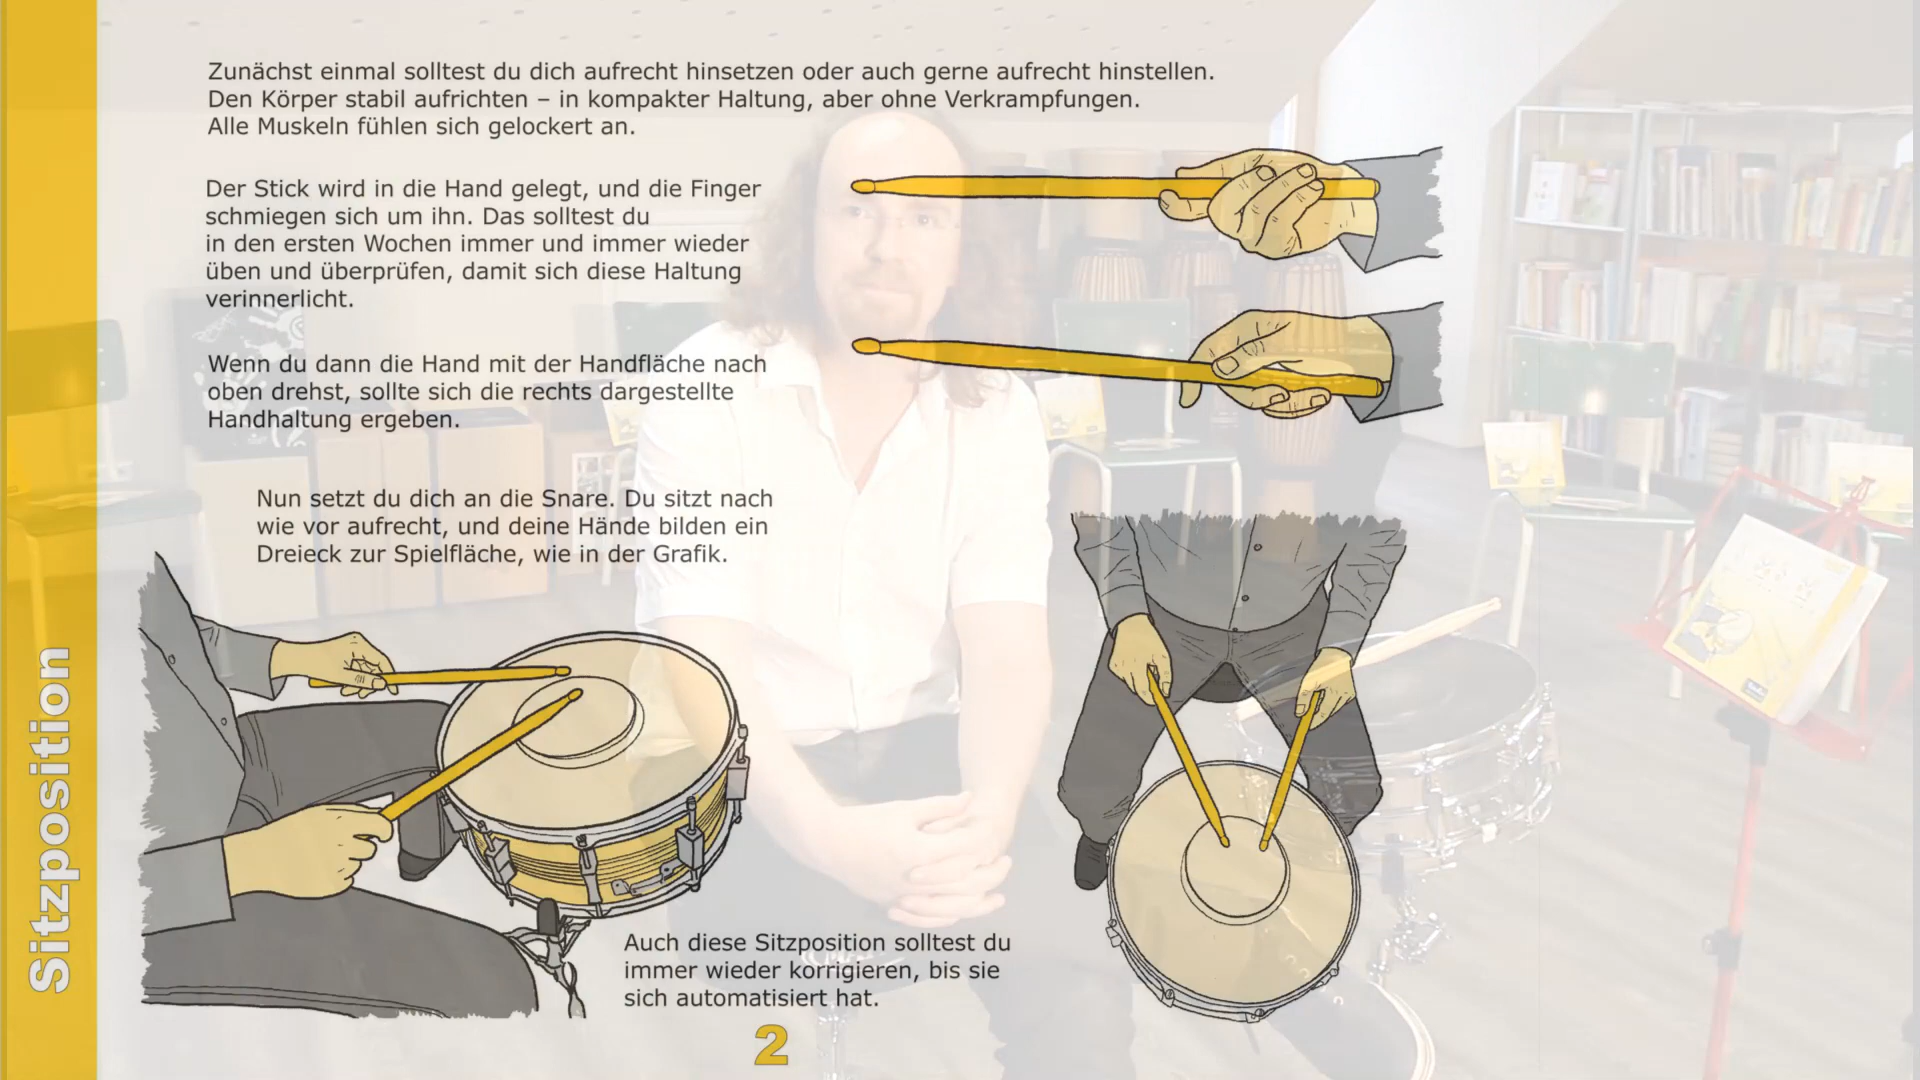 Zunächst einmal solltest du dich aufrecht hinsetzen oder auch gerne aufrecht hinstellen.
Den Körper stabil aufrichten – in kompakter Haltung, aber ohne Verkrampfungen.
Alle Muskeln fühlen sich gelockert an.
Der Stick wird in die Hand gelegt, und die Finger
schmiegen sich um ihn. Das solltest du
in den ersten Wochen immer und immer wieder
üben und überprüfen, damit sich diese Haltung
verinnerlicht.
Wenn du dann die Hand mit der Handfläche nach
oben drehst, sollte sich die rechts dargestellte
Handhaltung ergeben.
Nun setzt du dich an die Snare. Du sitzt nach
wie vor aufrecht, und deine Hände bilden ein
Dreieck zur Spielfläche, wie in der Grafik.
Sitzposition
Auch diese Sitzposition solltest du
immer wieder korrigieren, bis sie
sich automatisiert hat.
2